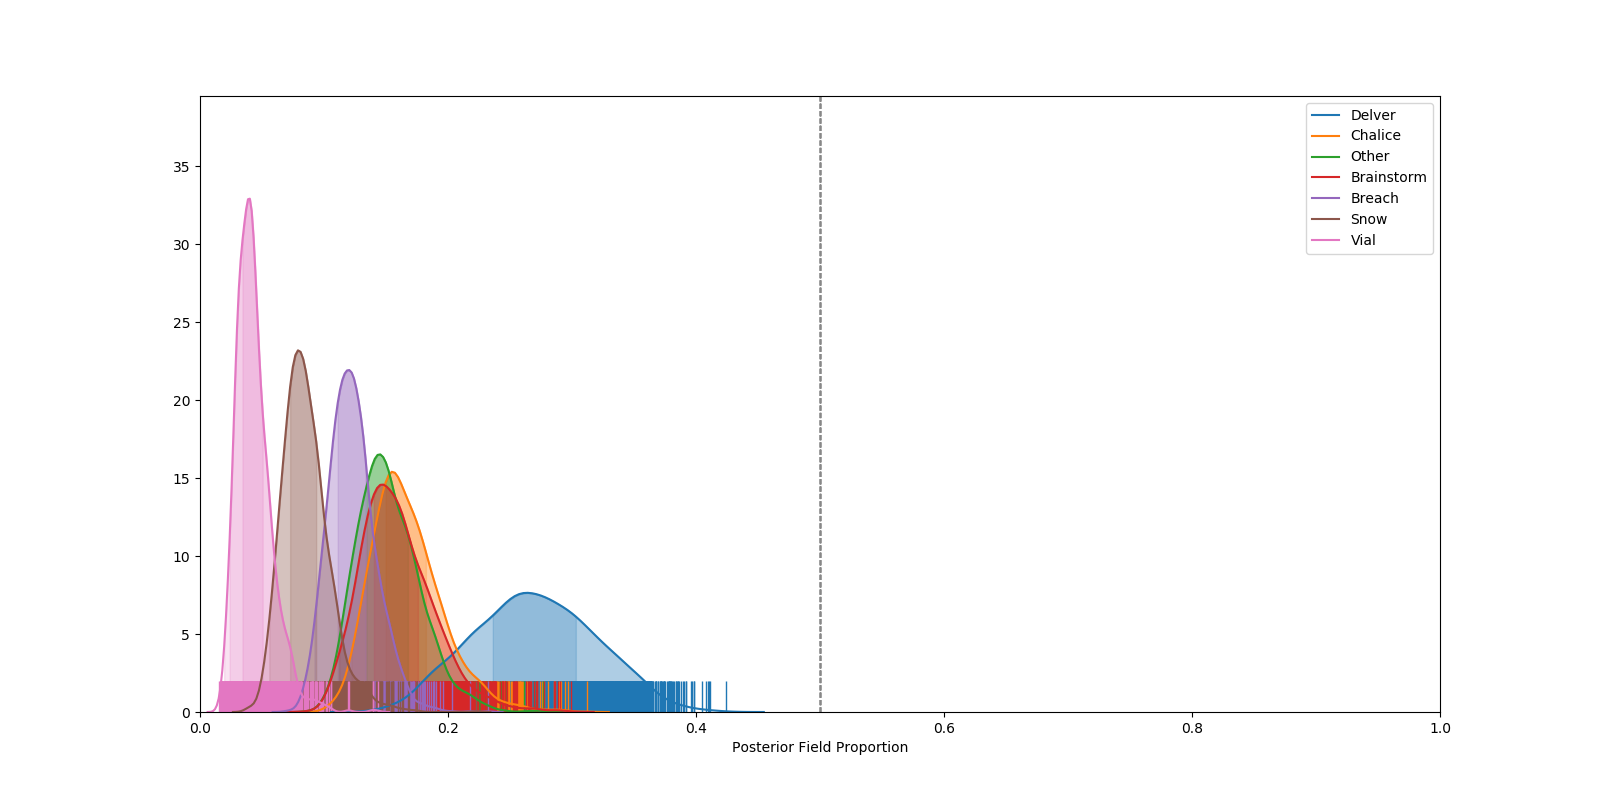 Delver
Chalice
Other
Brainstorm
Breach
Snow
Vial
35
30
25
20
15
10
5
0
0.0 0.2 0.4 0.6 0.8 1.0
Posterior Field Proportion